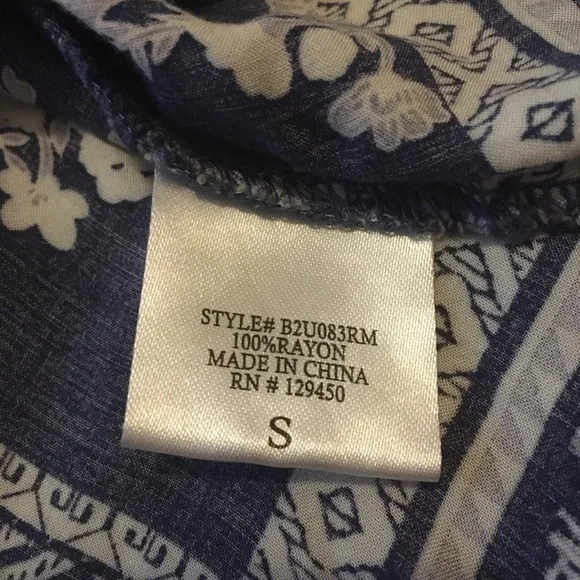 STYLE# B2U083RM
100%RAYON
MADE IN CHINA
RN # 129450
S